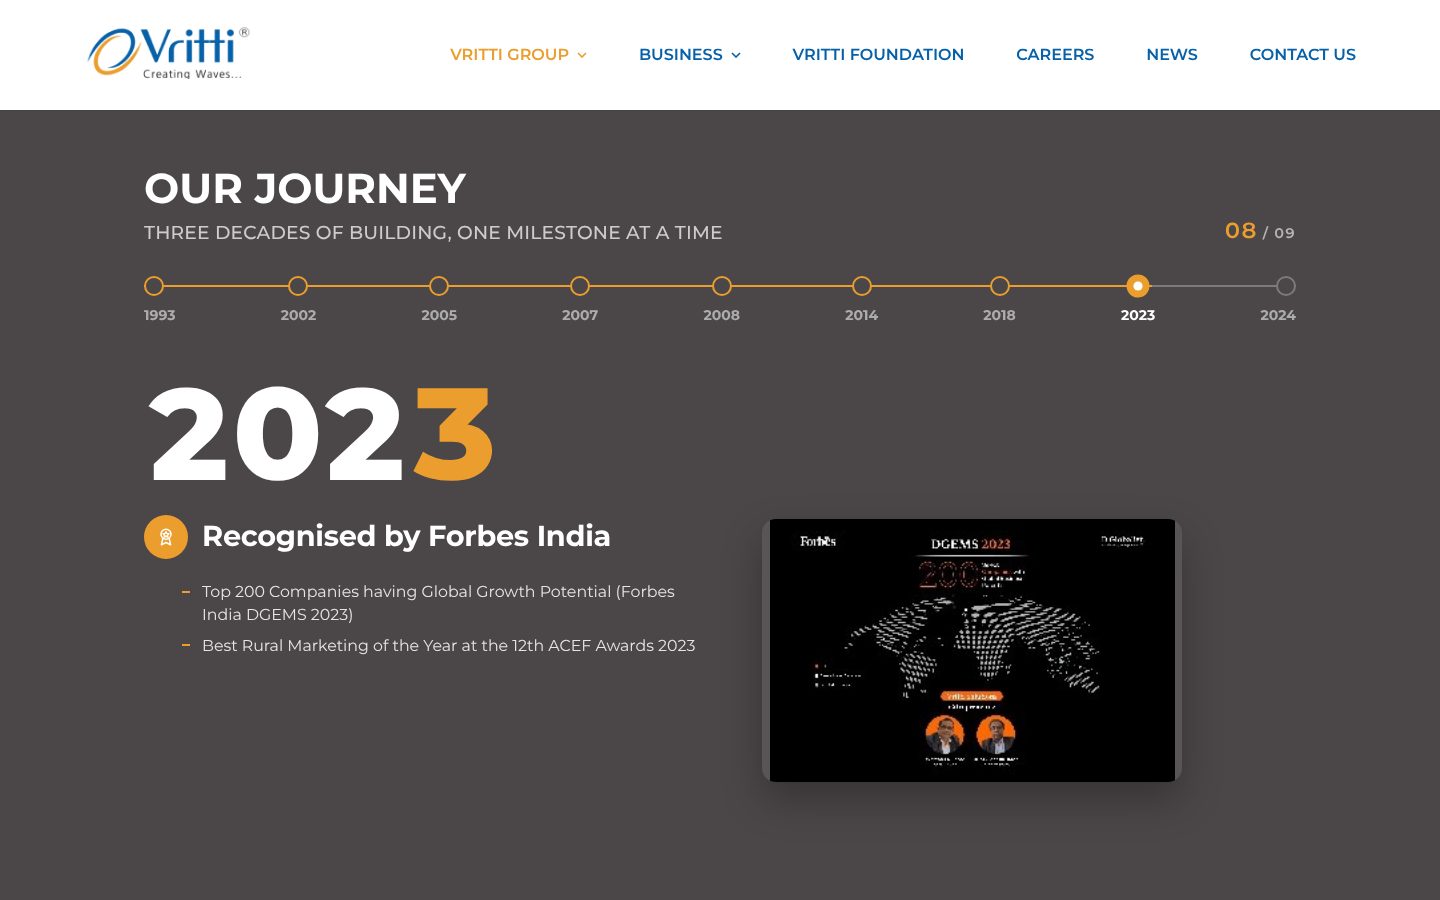 Vritti®
Creating Waves...
VRITTI GROUP
BUSINESS
VRITTI FOUNDATION
CAREERS
NEWS
CONTACT US
OUR JOURNEY
THREE DECADES OF BUILDING, ONE MILESTONE AT A TIME
08 / 09
1993
2002
2005
2007
2008
2014
2018
2023
2024
2023
Recognised by Forbes India
Top 200 Companies having Global Growth Potential (Forbes
India DGEMS 2023)
Best Rural Marketing of the Year at the 12th ACEF Awards 2023
Forbes
DGEMS 2023
200